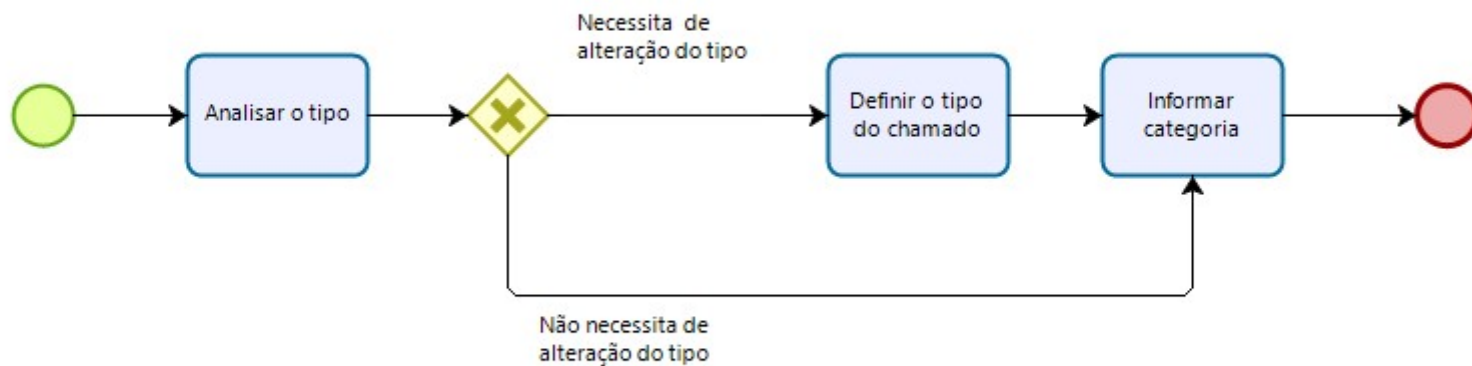 Necessita de
alteração do tipo
Analisar o tipo
Definir o tipo
do chamado
Informar
categoria
Não necessita de
alteração do tipo